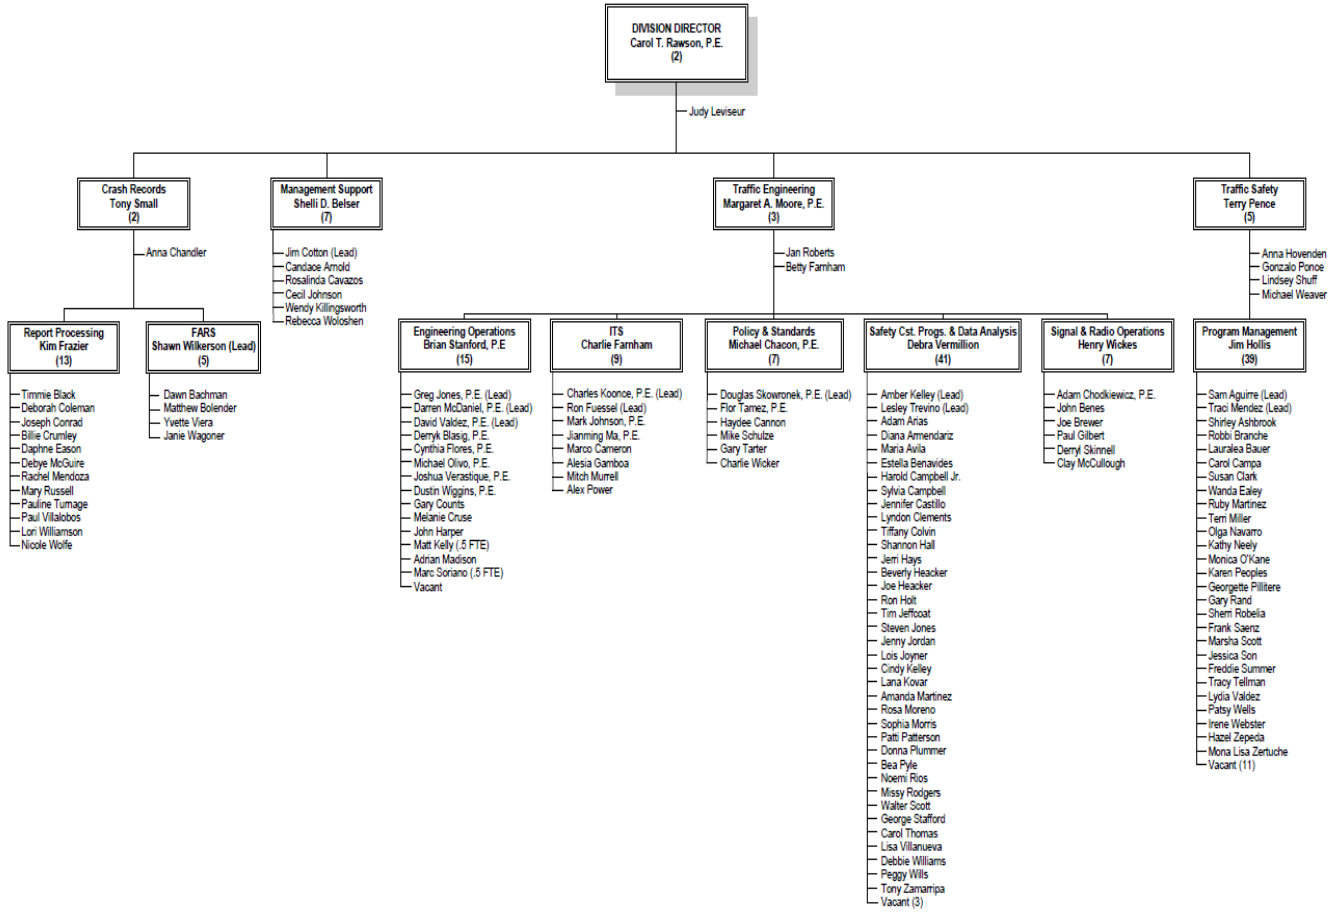 DIVISION DIRECTOR
Carol T. Rawson, P.E.
(2)
Judy Leviseur
Crash Records
Tony Small
(2)
Anna Chandler
Report Processing
Kim Frazier
(13)
Timmie Black
Deborah Coleman
Joseph Conrad
Billie Crumley
Daphne Eason
Debye McGuire
Rachel Mendoza
Mary Russell
Pauline Turnage
Paul Villalobos
Lori Williamson
Nicole Wolfe
FARS
Shawn Wilkerson (Lead)
(5)
Dawn Bachman
Matthew Bolender
Yvette Viera
Janie Wagoner
Management Support
Shelli D. Belser
(7)
Jim Cotton (Lead)
Candace Arnold
Rosalinda Cavazos
Cecil Johnson
Wendy Killingsworth
Rebecca Woloshen
Traffic Engineering
Margaret A. Moore, P.E.
(3)
Jan Roberts
Betty Farnham
Engineering Operations
Brian Stanford, P.E
(15)
Greg Jones, P.E. (Lead)
Darren McDaniel, P.E. (Lead)
David Valdez, P.E. (Lead)
Derryk Blasig, P.E.
Cynthia Flores, P.E.
Michael Olivo, P.E.
Joshua Verastique, P.E.
Dustin Wiggins, P.E.
Gary Counts
Melanie Cruse
John Harper
Matt Kelly (.5 FTE)
Adrian Madison
Marc Soriano (.5 FTE)
Vacant
ITS
Charlie Farnham
(9)
Charles Koonce, P.E. (Lead)
Ron Fuessel (Lead)
Mark Johnson, P.E.
Jianming Ma, P.E.
Marco Cameron
Alesia Gamboa
Mitch Murrell
Alex Power
Policy & Standards
Michael Chacon, P.E.
(7)
Douglas Skowronek, P.E. (Lead)
Flor Tamez, P.E.
Haydee Cannon
Mike Schulze
Gary Tarter
Charlie Wicker
Safety Cst. Progs. & Data Analysis
Debra Vermillion
(41)
Amber Kelley (Lead)
Lesley Trevino (Lead)
Adam Arias
Diana Armendariz
Maria Avila
Estella Benavides
Harold Campbell Jr.
Sylvia Campbell
Jennifer Castillo
Lyndon Clements
Tiffany Colvin
Shannon Hall
Jerri Hays
Beverly Heacker
Joe Heacker
Ron Holt
Tim Jeffcoat
Steven Jones
Jenny Jordan
Lois Joyner
Cindy Kelley
Lana Kovar
Amanda Martinez
Rosa Moreno
Sophia Morris
Patti Patterson
Donna Plummer
Bea Pyle
Noemi Rios
Missy Rodgers
Walter Scott
George Stafford
Carol Thomas
Lisa Villanueva
Debbie Williams
Peggy Wills
Tony Zamarripa
Vacant (3)
Signal & Radio Operations
Henry Wickes
(7)
Adam Chodkiewicz, P.E.
John Benes
Joe Brewer
Paul Gilbert
Derryl Skinnell
Clay McCullough
Traffic Safety
Terry Pence
(5)
Anna Hovenden
Gonzalo Ponce
Lindsey Shuff
Michael Weaver
Program Management
Jim Hollis
(39)
Sam Aguirre (Lead)
Traci Mendez (Lead)
Shirley Ashbrook
Robbi Branche
Lauralea Bauer
Carol Campa
Susan Clark
Wanda Ealey
Ruby Martinez
Terri Miller
Olga Navarro
Kathy Neely
Monica O'Kane
Karen Peoples
Georgette Pillitere
Gary Rand
Sherri Robelia
Frank Saenz
Marsha Scott
Jessica Son
Freddie Summer
Tracy Tellman
Lydia Valdez
Patsy Wells
Irene Webster
Hazel Zepeda
Mona Lisa Zertuche
Vacant (11)